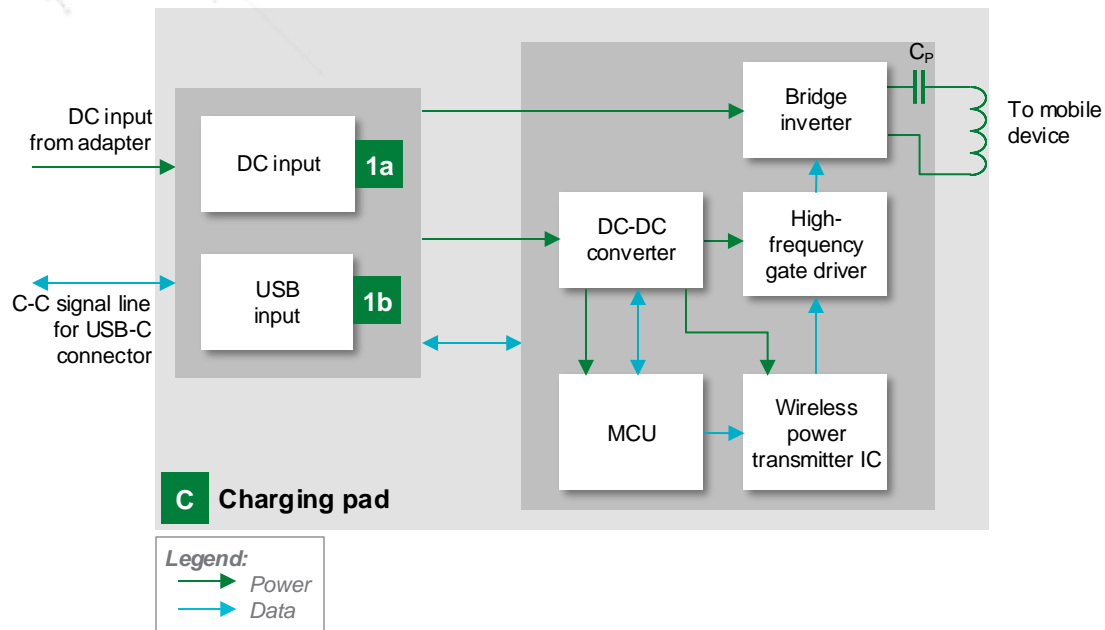 C
P
DC input
from adapter
DC input
1a
Bridge
inverter
To mobile
device
DC-DC
converter
High-
frequency
gate driver
C-C signal line
for USB-C
connector
USB
input
1b
MCU
Wireless
power
transmitter IC
C Charging pad
Legend:
Power
Data